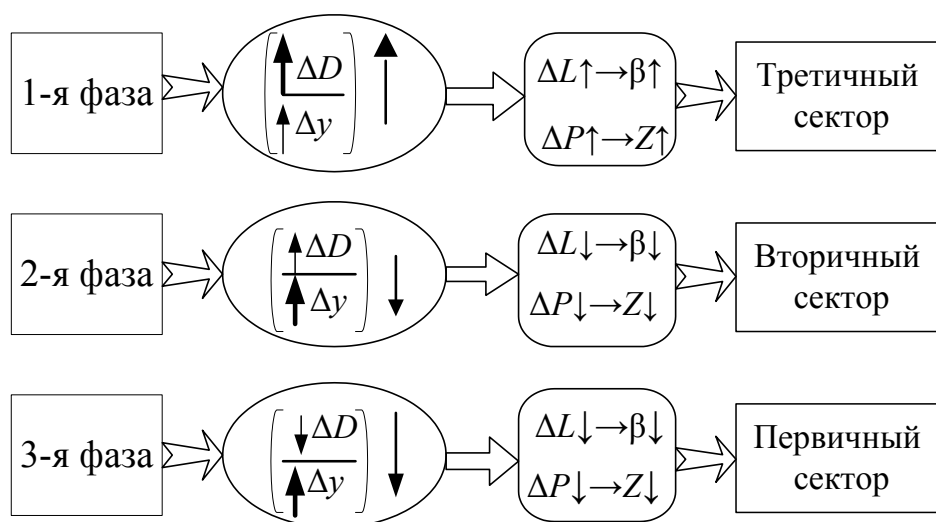 1-я фаза
ΔD
Δy
ΔL↑→β↑
ΔP↑→Z↑
Третичный
сектор
2-я фаза
ΔD
Δy
ΔL↓→β↓
ΔP↓→Z↓
Вторичный
сектор
3-я фаза
ΔD
Δy
ΔL↓→β↓
ΔP↓→Z↓
Первичный
сектор